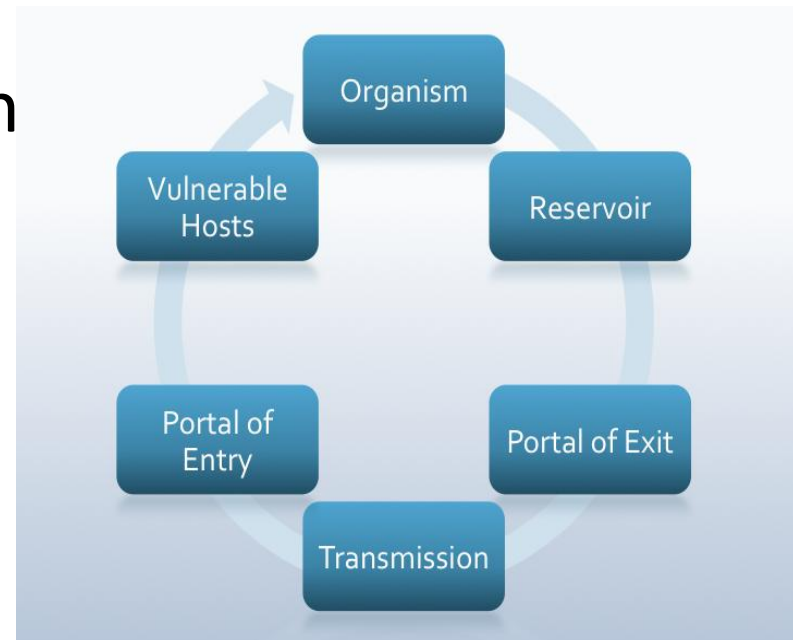 Organism
Reservoir
Portal of Exit
Transmission
Portal of
Entry
Vulnerable
Hosts